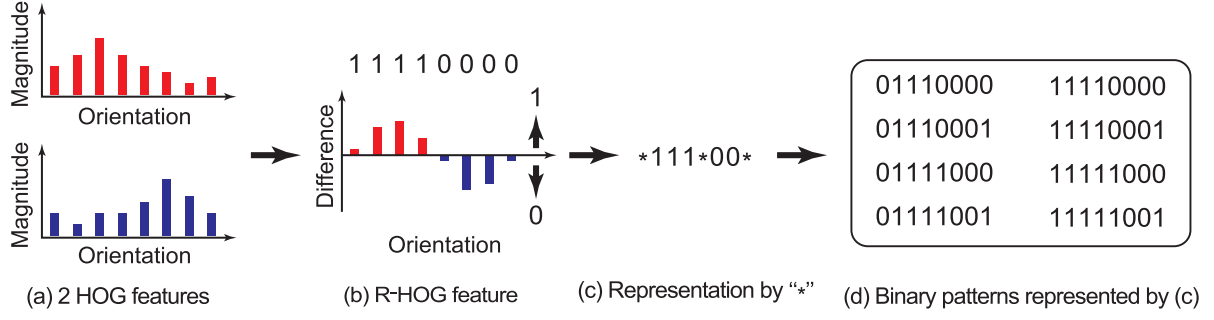 Magnitude
Orientation
Magnitude
Orientation
(a) 2 HOG features
1 1 1 1 0 0 0 0
1
Difference
0
Orientation
(b) R-HOG feature
*111*00*
(c) Representation by “*”
01110000 11110000
01110001 11110001
01111000 11111000
01111001 11111001
(d) Binary patterns represented by (c)